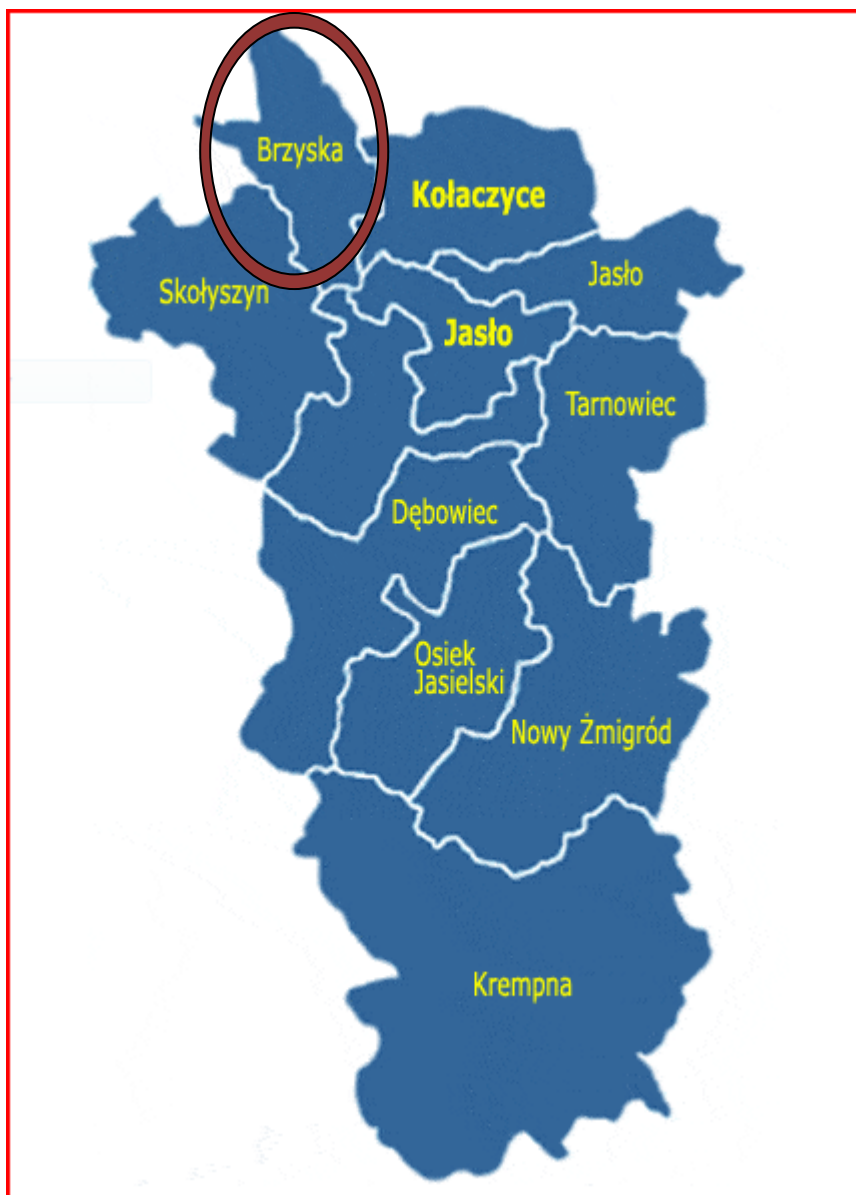 Brzyska
Kołaczyce
Jasło
Skołyszyn
Jasło
Tarnowiec
Dębowiec
Osiek
Jasielski
Nowy Żmigród
Krempna